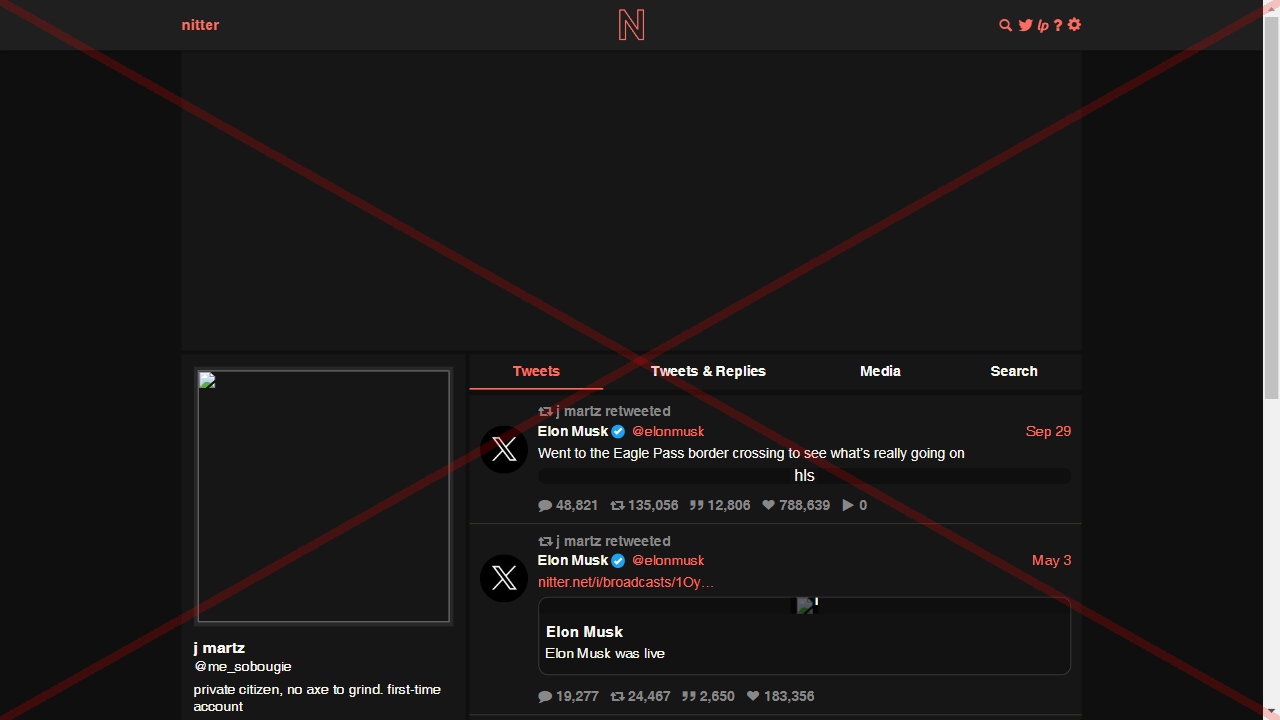 nitter
N
lp ?
Tweets Tweets & Replies Media Search
j martz retweeted
Elon Musk @elonmusk Sep 29
Went to the Eagle Pass border crossing to see what's really going on
hls
48,821 135,056 12,806 788,639 0
j martz retweeted
Elon Musk @elonmusk May 3
nitter.net/i/broadcasts/1Oy…
Elon Musk
Elon Musk was live
19,277 24,467 2,650 183,356
j martz
@me_sobougie
private citizen, no axe to grind. first-time
account